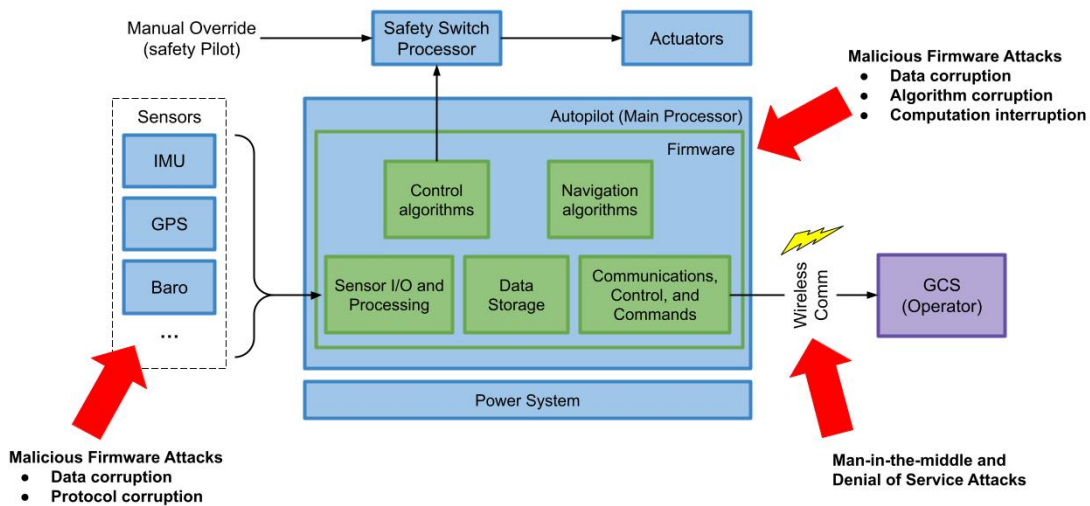 Manual Override
(safety Pilot)
Safety Switch
Processor
Actuators
Malicious Firmware Attacks
● Data corruption
● Algorithm corruption
● Computation interruption
Sensors
IMU
GPS
Baro
...
Autopilot (Main Processor)
Firmware
Control
algorithms
Navigation
algorithms
Sensor I/O and
Processing
Data
Storage
Communications,
Control, and
Commands
Wireless
Comm
GCS
(Operator)
Power System
Malicious Firmware Attacks
● Data corruption
● Protocol corruption
Man-in-the-middle and
Denial of Service Attacks